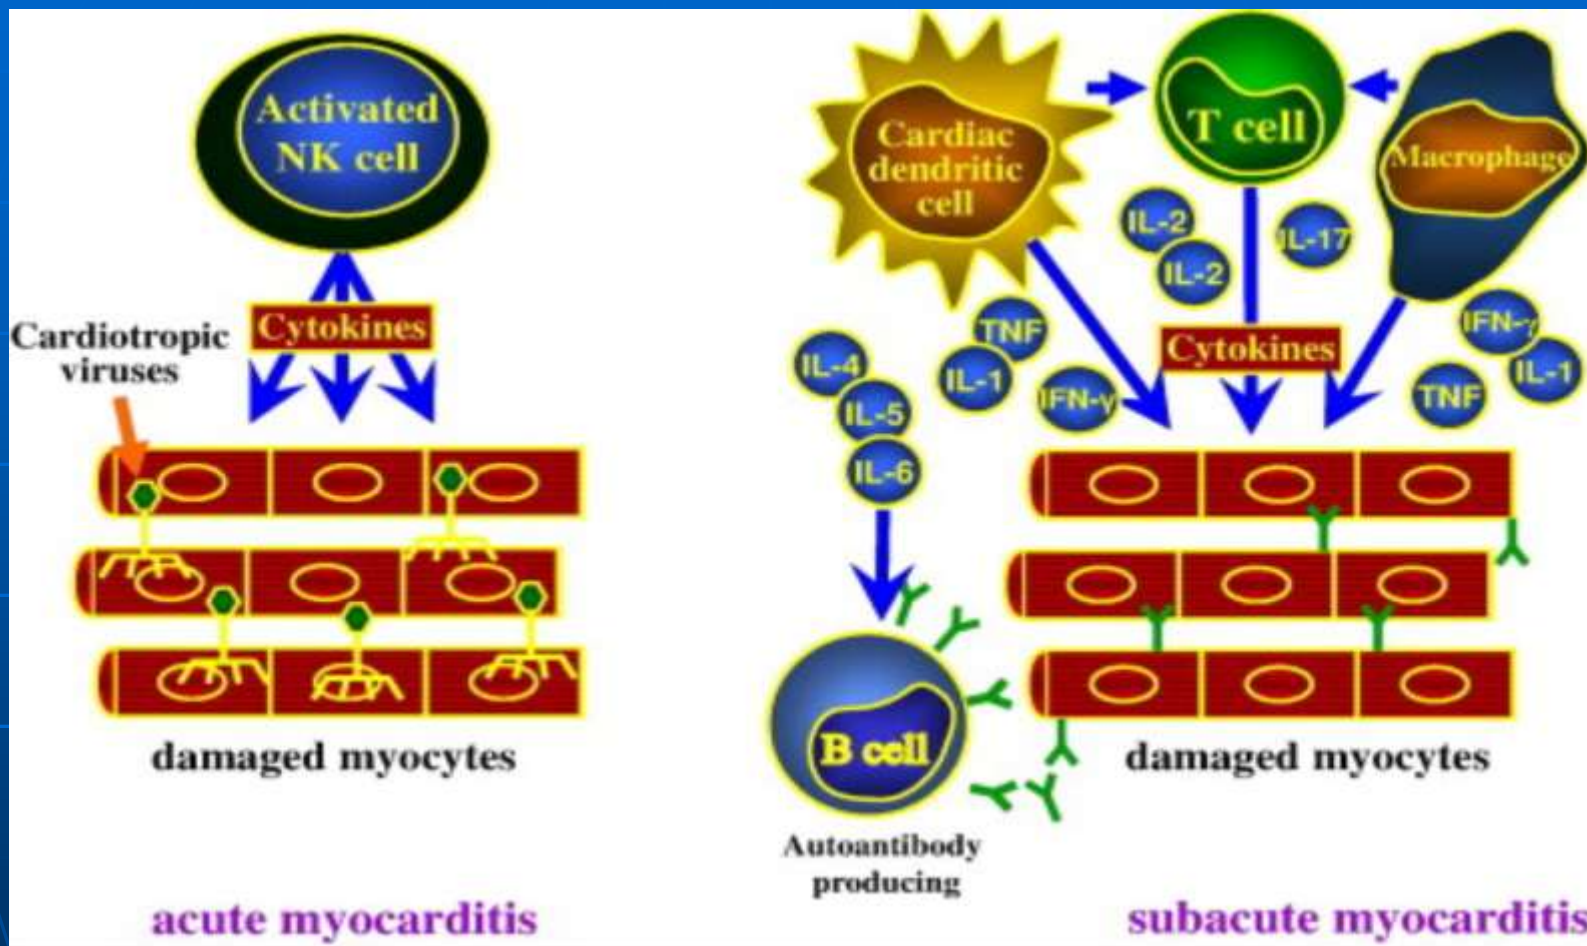 Activated
NK cell
Cytokines
Cardiotropic
viruses
damaged myocytes
acute myocarditis
Cardiac
dendritic
cell
T cell
Macrophage
IL-2
IL-2
IL-17
TNF
IL-1
IFN-γ
Cytokines
IFN-γ
IL-1
TNF
IL-4
IL-5
IL-6
B cell
Autoantibody
producing
damaged myocytes
subacute myocarditis